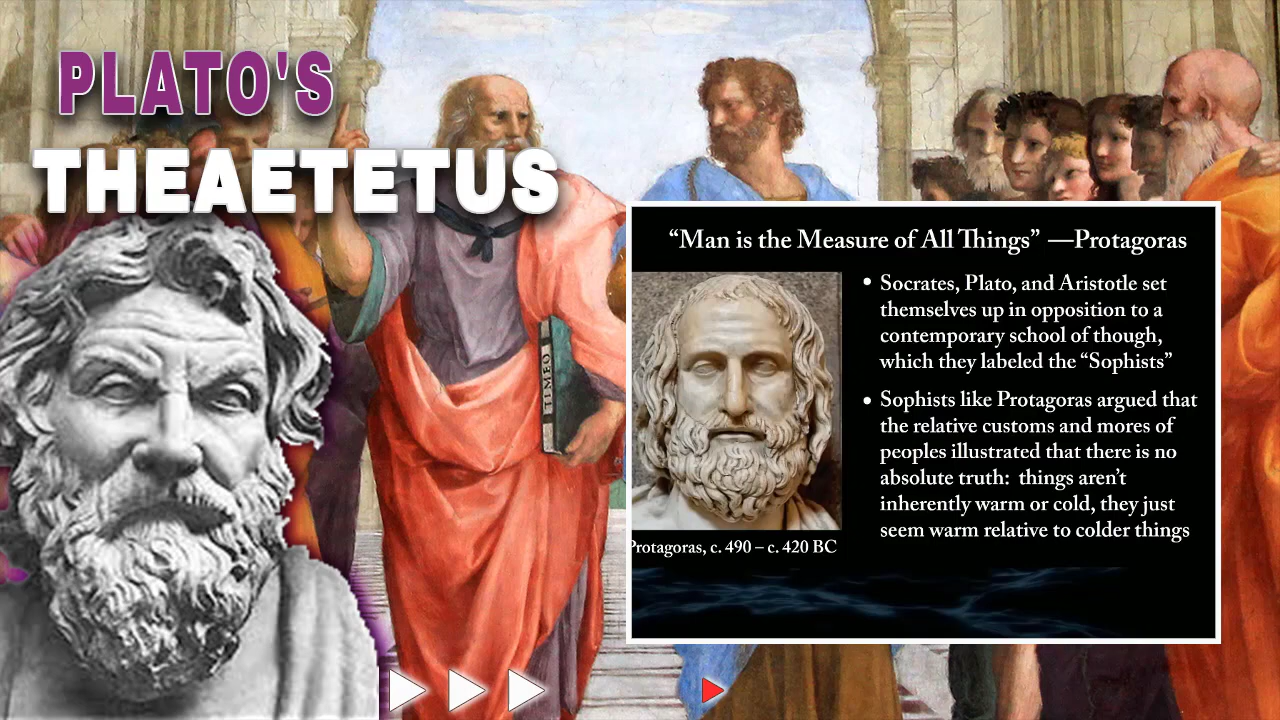 PLATO'S
THEAETETUS
TIMEO
“Man is the Measure of All Things” —Protagoras
• Socrates, Plato, and Aristotle set
themselves up in opposition to a
contemporary school of though,
which they labeled the “Sophists”
• Sophists like Protagoras argued that
the relative customs and mores of
peoples illustrated that there is no
absolute truth: things aren’t
inherently warm or cold, they just
seem warm relative to colder things
Protagoras, c. 490 – c. 420 BC